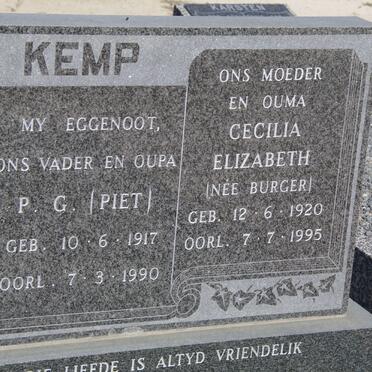 KARSTEN
KEMP
MY EGGENOOT,
ONS VADER EN OUPA
P. G. (PIET)
GEB. 10-6-1917
OORL. 7-3-1990
ONS MOEDER
EN OUMA
CECILIA
ELIZABETH
(NEE BURGER)
GEB. 12-6-1920
OORL. 7-7-1995
DIE LIEFDE IS ALTYD VRIENDELIK